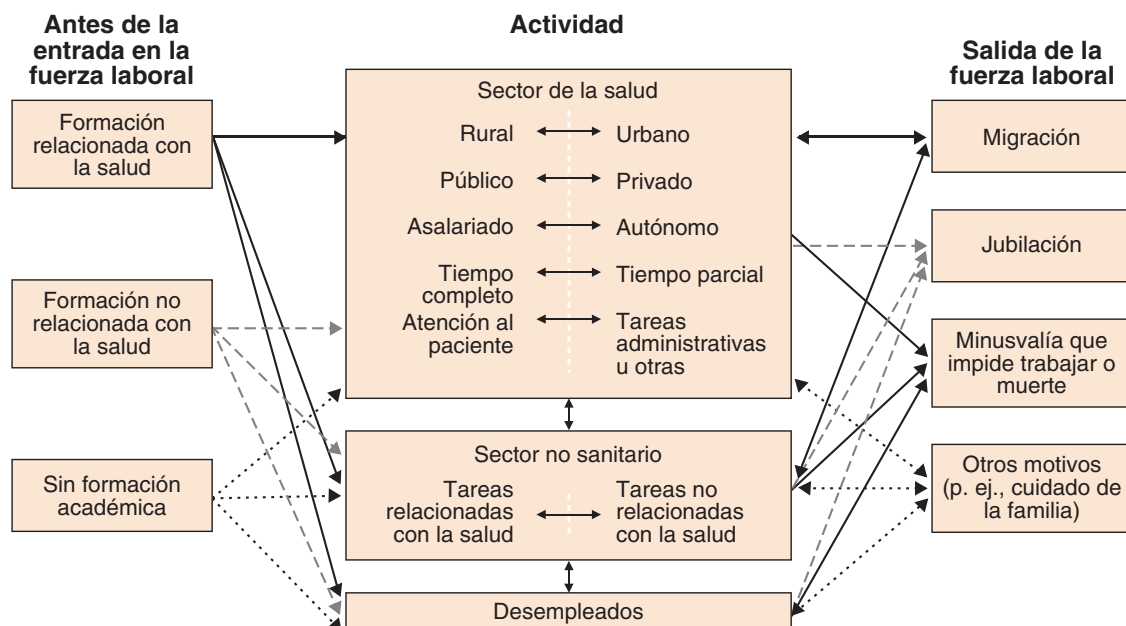 Antes de la
entrada en la
fuerza laboral
Formación
relacionada con
la salud
Formación no
relacionada con
la salud
Sin formación
académica
Actividad
Sector de la salud
Rural
Urbano
Público
Privado
Asalariado
Autónomo
Tiempo
completo
Tiempo parcial
Atención al
paciente
Tareas
administrativas
u otras
Sector no sanitario
Tareas
relacionadas
con la salud
Tareas no
relacionadas
con la salud
Desempleados
Salida de la
fuerza laboral
Migración
Jubilación
Minusvalía que
impide trabajar o
muerte
Otros motivos
(p. ej., cuidado de
la familia)